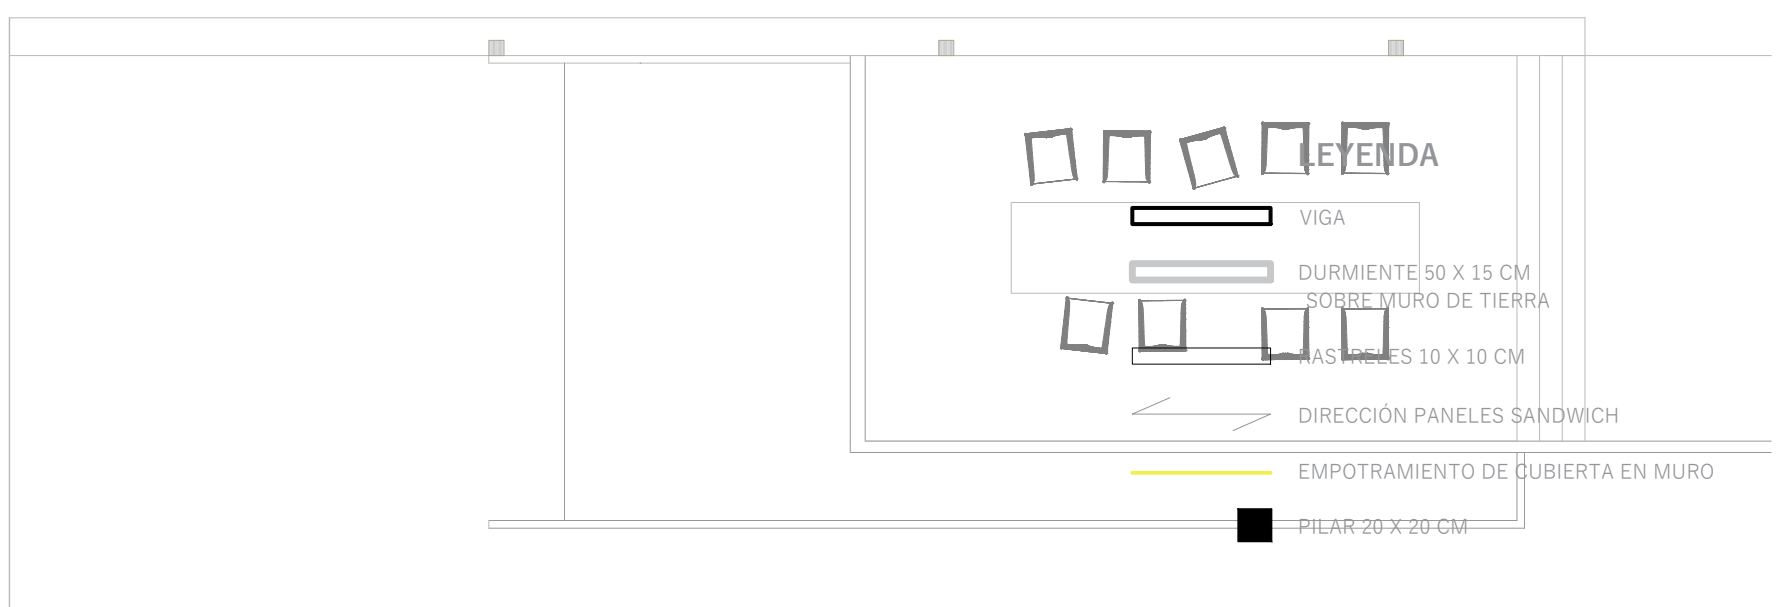 LEYENDA
VIGA
DURMIENTE 50 X 15 CM
SOBRE MURO DE TIERRA
RASTRELES 10 X 10 CM
DIRECCIÓN PANELES SANDWICH
EMPOTRAMIENTO DE CUBIERTA EN MURO
PILAR 20 X 20 CM